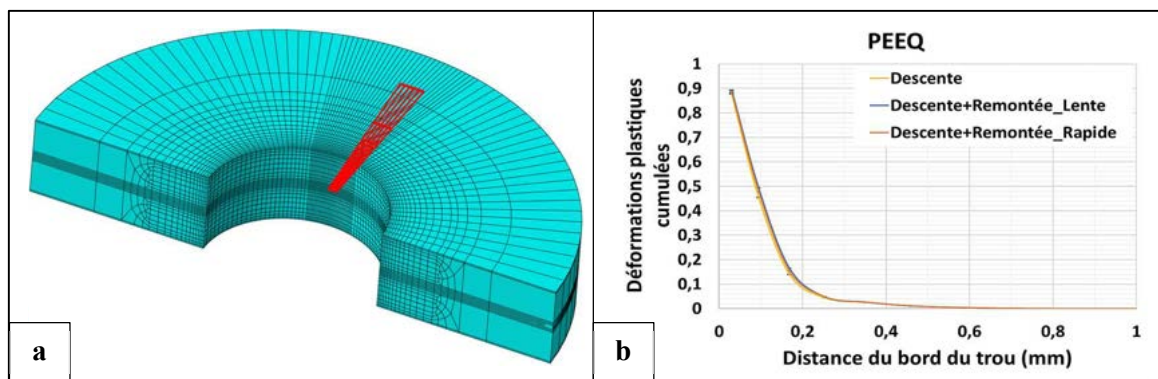 a
PEEQ
Déformations plastiques
cumulées
1
0,9
0,8
0,7
0,6
0,5
0,4
0,3
0,2
0,1
0
Descente
Descente+Remontée_Lente
Descente+Remontée_Rapide
0 0,2 0,4 0,6 0,8 1
Distance du bord du trou (mm)
b